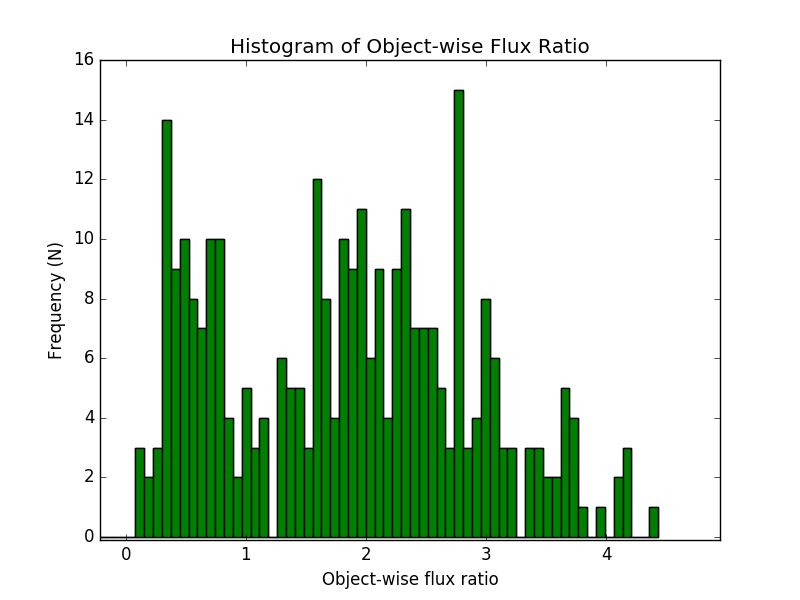 Histogram of Object-wise Flux Ratio
16
14
12
10
8
6
4
2
0
Frequency (N)
0 1 2 3 4
Object-wise flux ratio